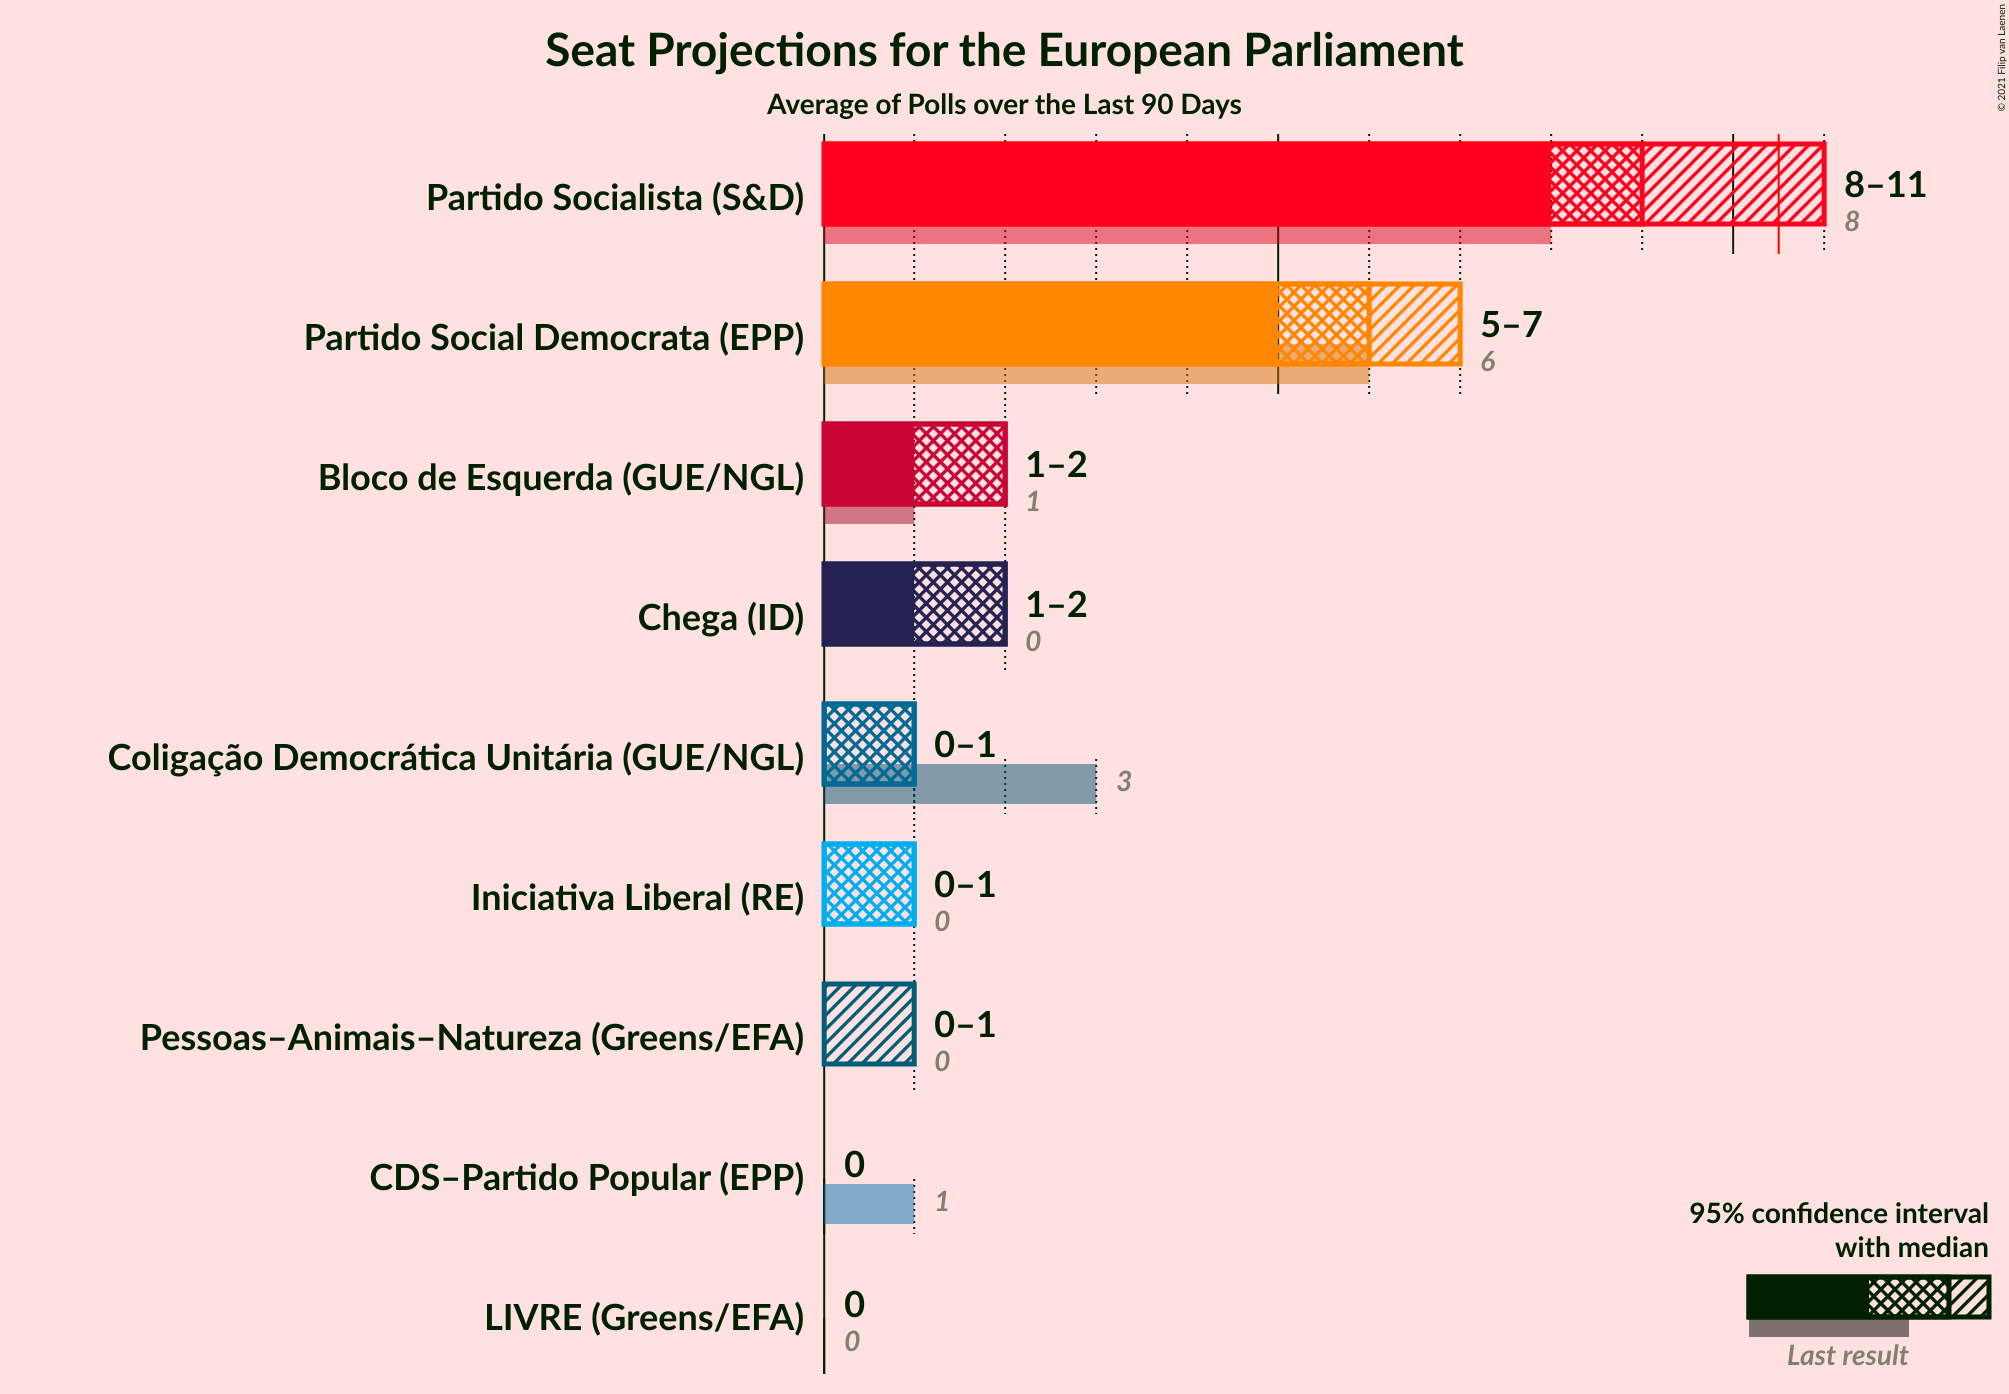 Seat Projections for the European Parliament
Average of Polls over the Last 90 Days
© 2021 Filip van Laenen
Partido Socialista (S&D)
8–11
8
Partido Social Democrata (EPP)
5–7
6
Bloco de Esquerda (GUE/NGL)
1–2
1
Chega (ID)
1–2
0
Coligação Democrática Unitária (GUE/NGL)
0–1
3
Iniciativa Liberal (RE)
0–1
0
Pessoas–Animais–Natureza (Greens/EFA)
0–1
0
CDS–Partido Popular (EPP)
0
1
LIVRE (Greens/EFA)
0
0
95% confidence interval
with median
Last result